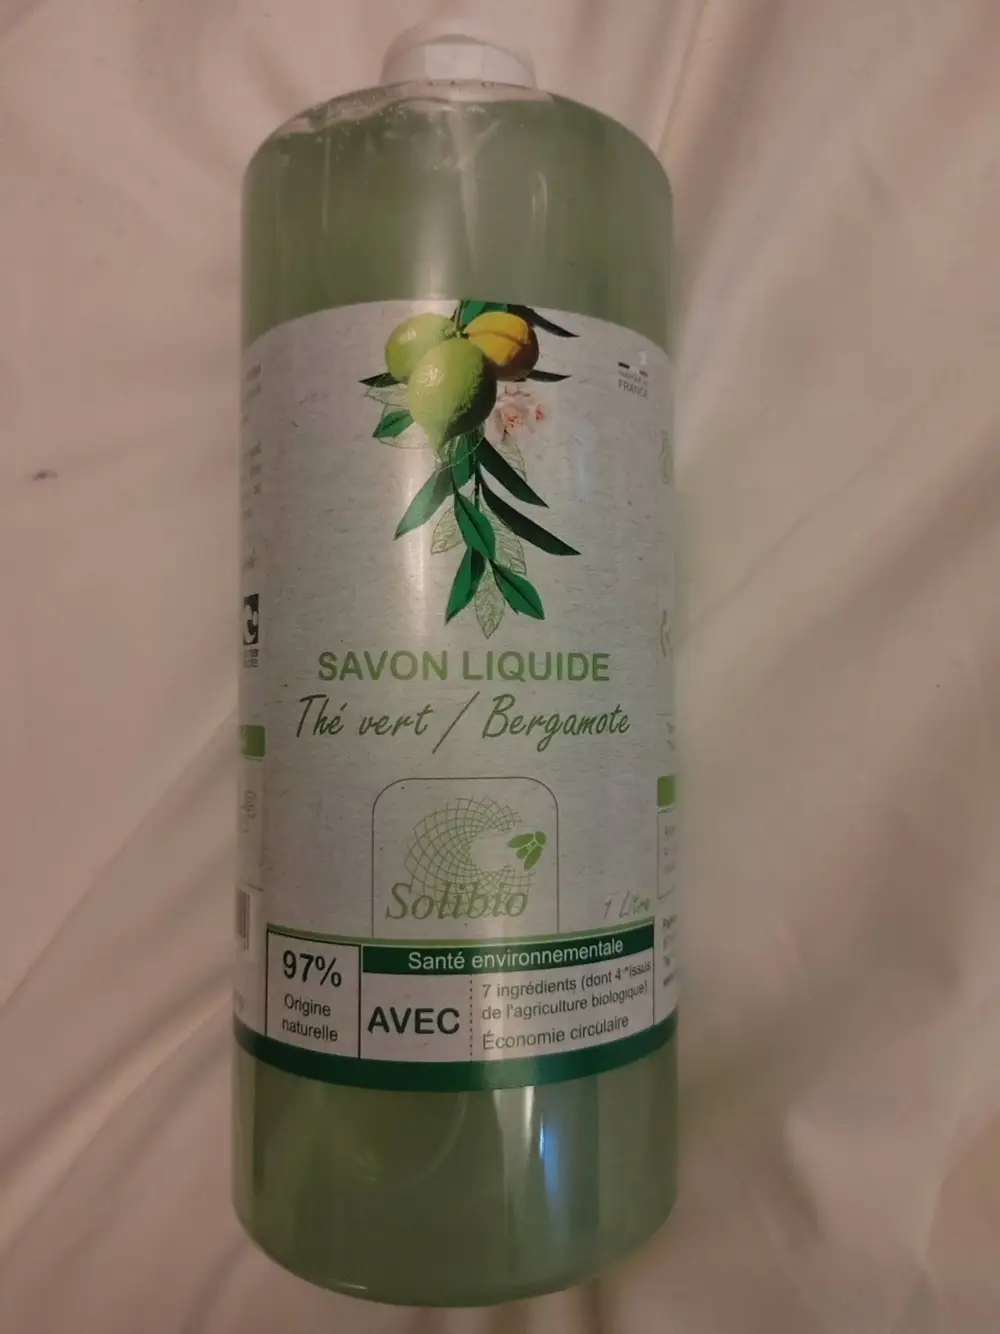 FRANCE
SAVON LIQUIDE
Thé vert / Bergamote
Solibio
1 Litre
Santé environnementale
97%
Origine
naturelle
AVEC
7 ingrédients (dont 4 *issus
de l'agriculture biologique)
Économie circulaire